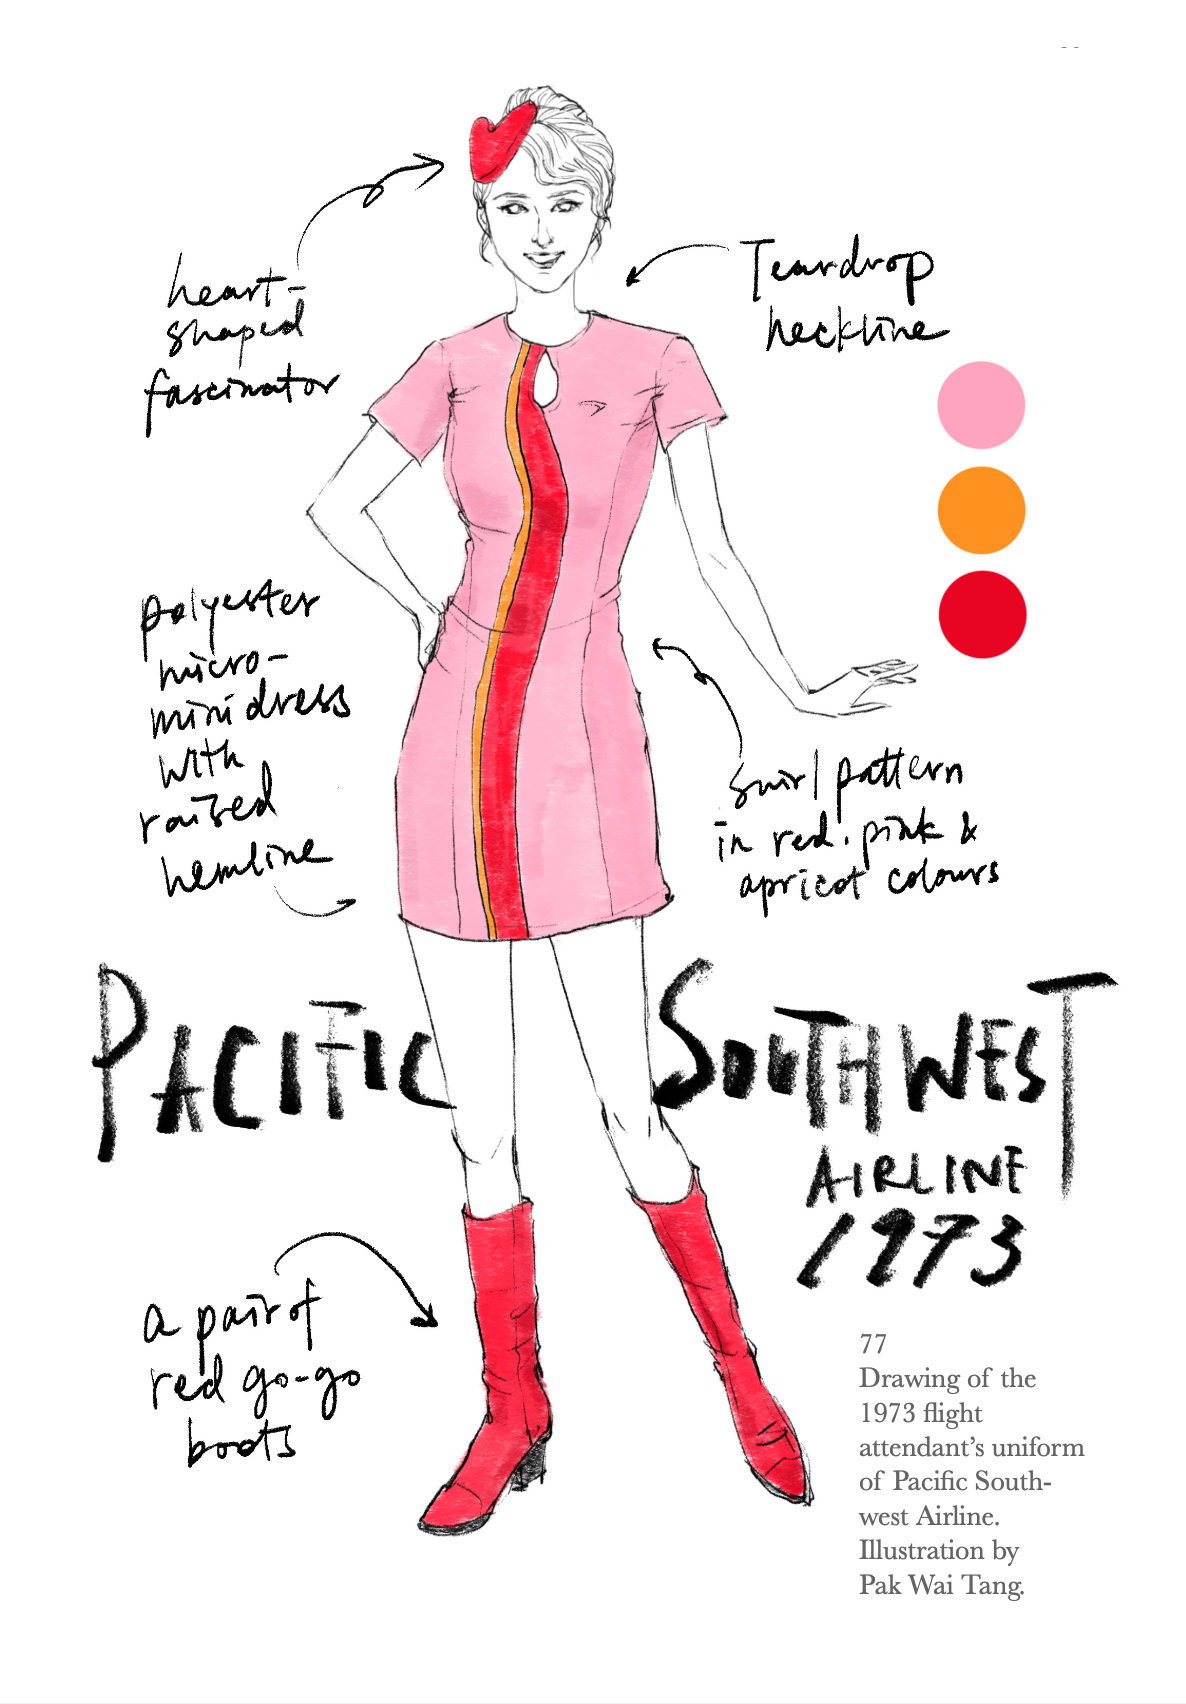 heart-
shaped
fascinator
Teardrop
neckline
polyester
micro-
mini dress
with
raised
hemline
swirl pattern
in red, pink &
apricot colours
PACIFIC SOUTHWEST
AIRLINE
1973
a pair of
red go-go
boots
77
Drawing of the
1973 flight
attendant's uniform
of Pacific South-
west Airline.
Illustration by
Pak Wai Tang.